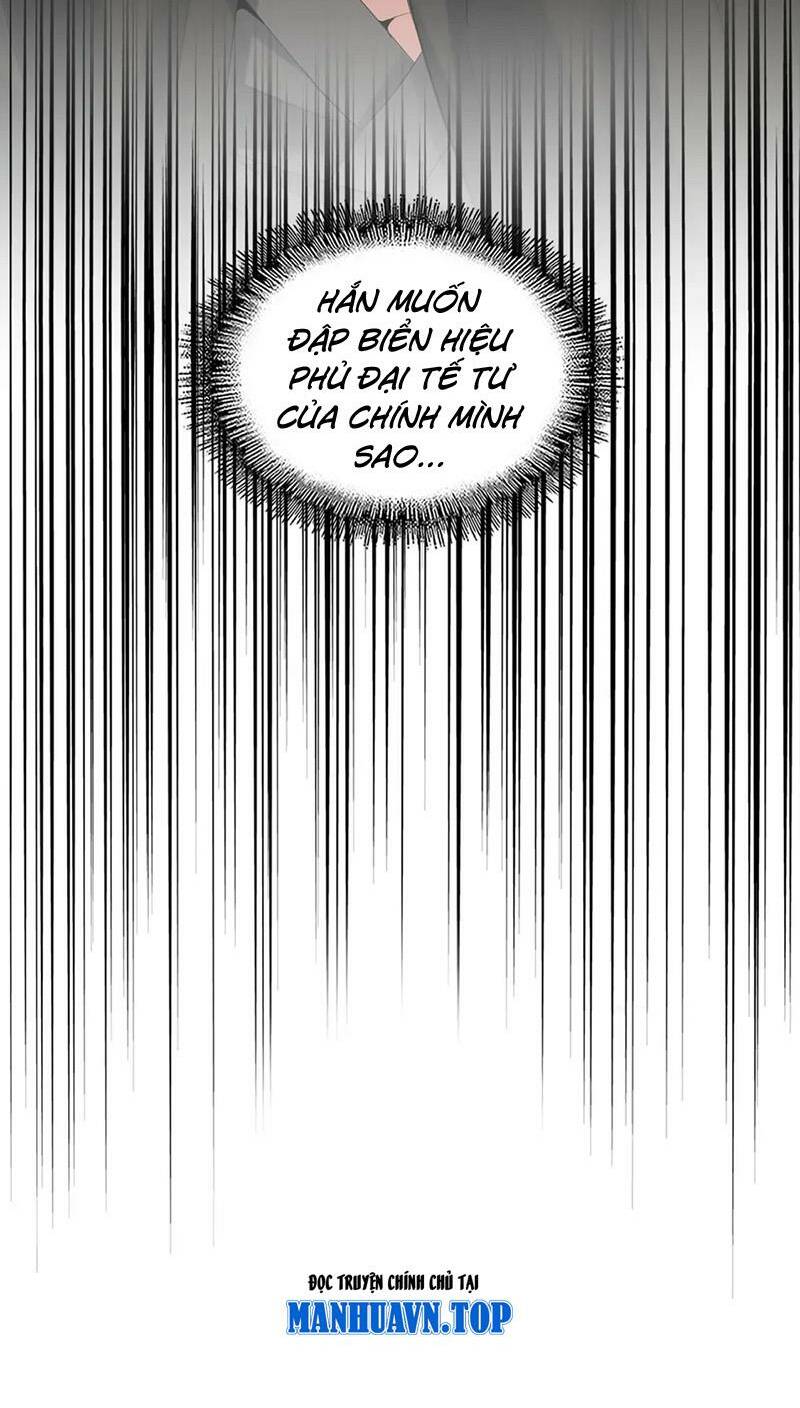 HẮN MUỐN
ĐẬP BIỂN HIỆU
PHỦ ĐẠI TẾ TƯ
CỦA CHÍNH MÌNH
SAO...
ĐỌC TRUYỆN CHÍNH CHỦ TẠI
MANHUAVN.TOP